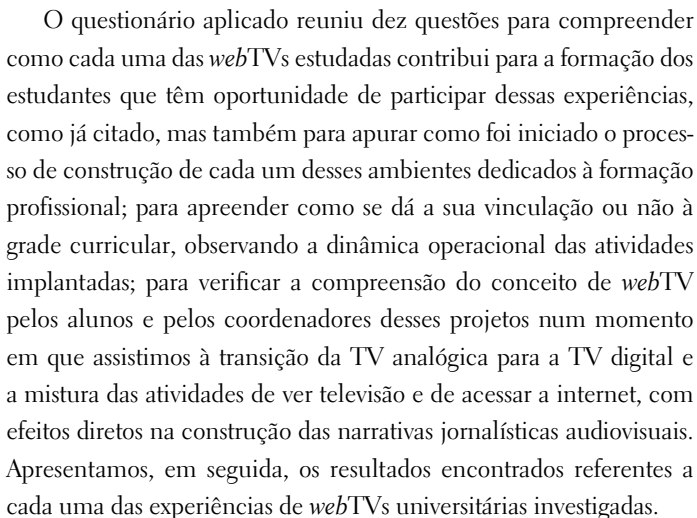 O questionário aplicado reuniu dez questões para compreender
como cada uma das webTVs estudadas contribui para a formação dos
estudantes que têm oportunidade de participar dessas experiências,
como já citado, mas também para apurar como foi iniciado o proces-
so de construção de cada um desses ambientes dedicados à formação
profissional; para apreender como se dá a sua vinculação ou não à
grade curricular, observando a dinâmica operacional das atividades
implantadas; para verificar a compreensão do conceito de webTV
pelos alunos e pelos coordenadores desses projetos num momento
em que assistimos à transição da TV analógica para a TV digital e
a mistura das atividades de ver televisão e de acessar a internet, com
efeitos diretos na construção das narrativas jornalísticas audiovisuais.
Apresentamos, em seguida, os resultados encontrados referentes a
cada uma das experiências de webTVs universitárias investigadas.